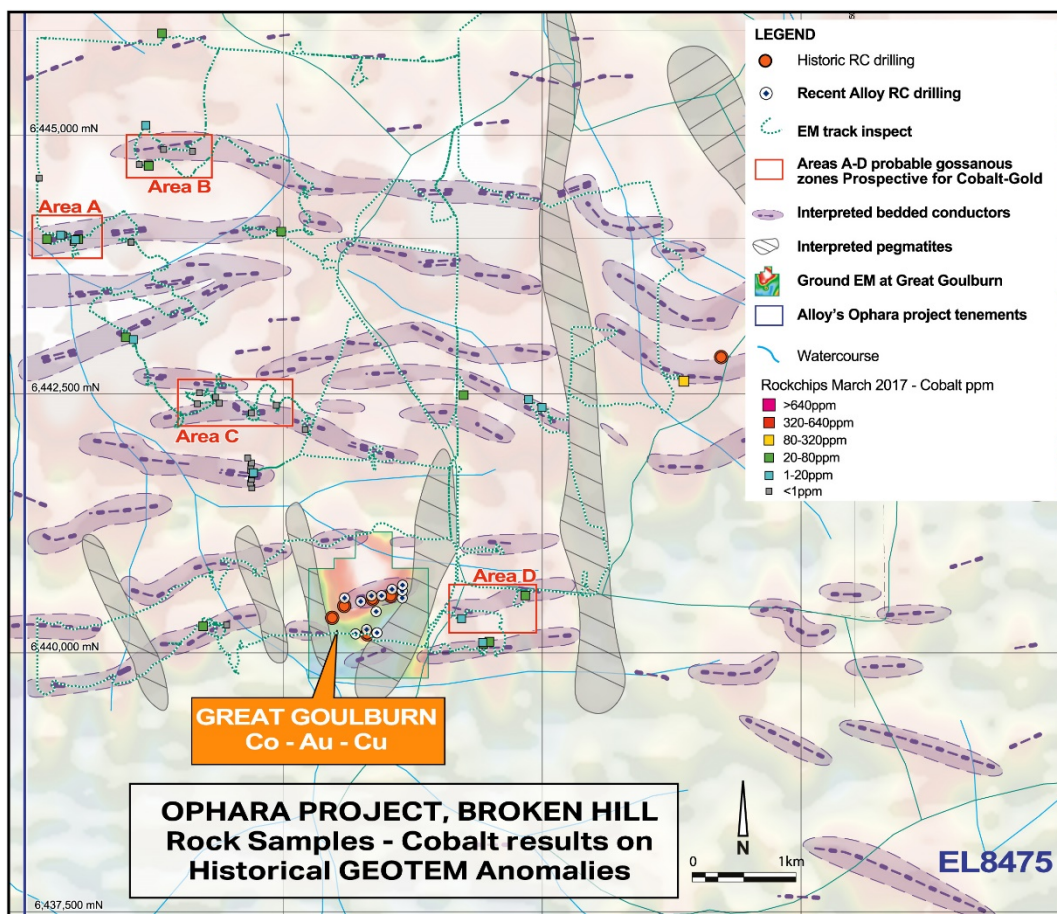 LEGEND
Historic RC drilling
Recent Alloy RC drilling
EM track inspect
Areas A-D probable gossanous
zones Prospective for Cobalt-Gold
Interpreted bedded conductors
Interpreted pegmatites
Ground EM at Great Goulburn
Alloy's Ophara project tenements
Watercourse
Rockchips March 2017 - Cobalt ppm
>640ppm
320-640ppm
80-320ppm
20-80ppm
1-20ppm
<1ppm
6,445,000 mN
Area B
Area A
6,442,500 mN
Area C
Area D
6,440,000 mN
GREAT GOULBURN
Co - Au - Cu
OPHARA PROJECT, BROKEN HILL
Rock Samples - Cobalt results on
Historical GEOTEM Anomalies
N
0 1km
EL8475
6,437,500 mN